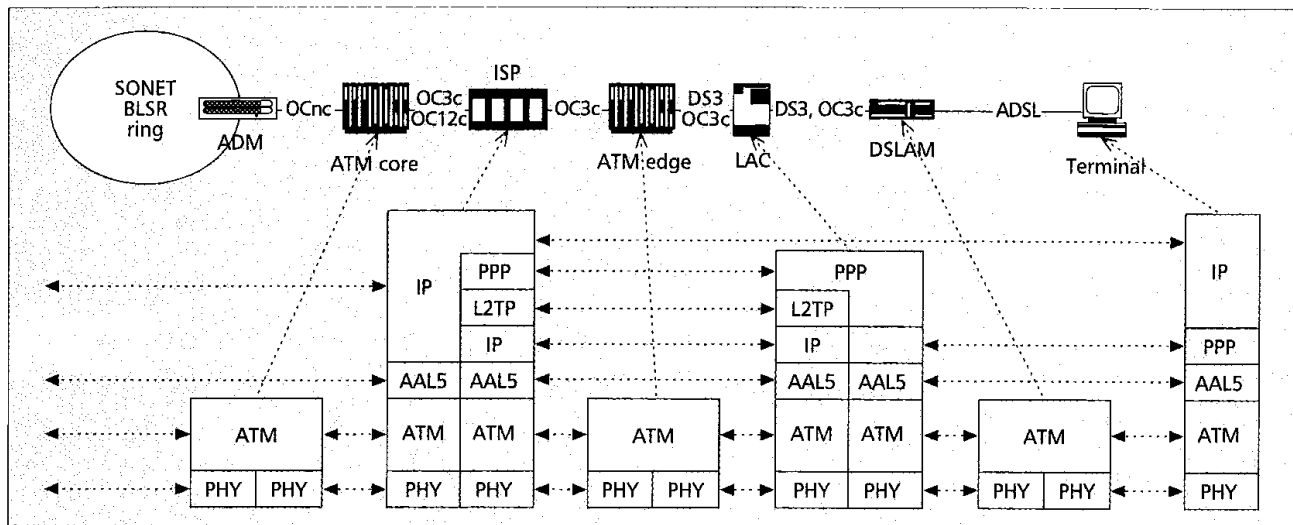 SONET
BLSR
ring
ADM
OCnc
ATM core
OC3c
OC12c
ISP
OC3c
ATM edge
DS3
OC3c
LAC
DS3, OC3c
DSLAM
ADSL
Terminal
IP
PPP
PPP
IP
L2TP
L2TP
IP
IP
PPP
AAL5
AAL5
AAL5
AAL5
AAL5
ATM
ATM
ATM
ATM
ATM
ATM
ATM
ATM
PHY
PHY
PHY
PHY
PHY
PHY
PHY
PHY
PHY
PHY
PHY